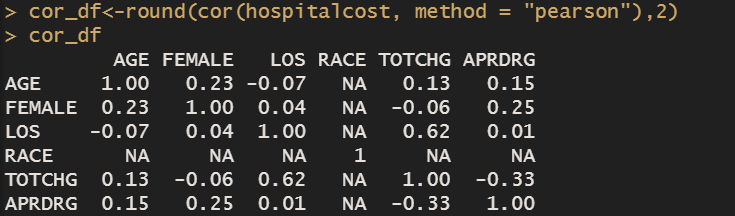 > cor_df<-round(cor(hospitalcost, method = "pearson"),2)
> cor_df
AGE FEMALE LOS RACE TOTCHG APRDRG
AGE 1.00 0.23 -0.07 NA 0.13 0.15
FEMALE 0.23 1.00 0.04 NA -0.06 0.25
LOS -0.07 0.04 1.00 NA 0.62 0.01
RACE NA NA NA 1 NA NA
TOTCHG 0.13 -0.06 0.62 NA 1.00 -0.33
APRDRG 0.15 0.25 0.01 NA -0.33 1.00